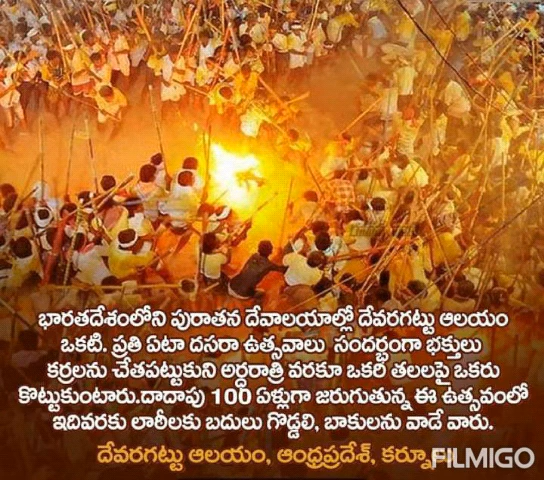 భారతదేశంలోని పురాతన దేవాలయాల్లో దేవరగట్టు ఆలయం
ఒకటి. ప్రతి ఏటా దసరా ఉత్సవాలు సందర్భంగా భక్తులు
కర్రలను చేతపట్టుకుని అర్ధరాత్రి వరకూ ఒకరి తలలపై ఒకరు
కొట్టుకుంటారు.దాదాపు 100 ఏళ్లుగా జరుగుతున్న ఈ ఉత్సవంలో
ఇదివరకు లాఠీలకు బదులు గొడ్డలి, బాకులను వాడే వారు.
దేవరగట్టు ఆలయం, ఆంధ్రప్రదేశ్, కర్నూలు
FILMIGO